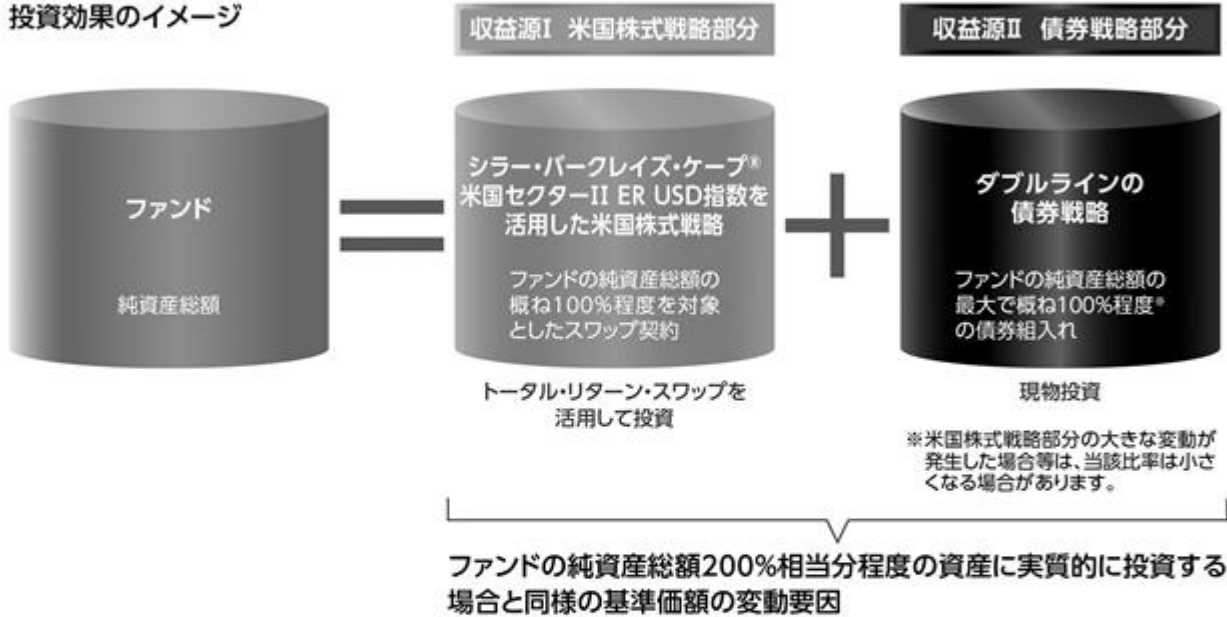 投資効果のイメージ
収益源Ⅰ 米国株式戦略部分
収益源Ⅱ 債券戦略部分
ファンド
純資産総額
シラー・バークレイズ・ケープ®
米国セクターII ER USD指数を
活用した米国株式戦略
ファンドの純資産総額の
概ね100%程度を対象
としたスワップ契約
ダブルラインの
債券戦略
ファンドの純資産総額の
最大で概ね100%程度※
の債券組入れ
トータル・リターン・スワップを
活用して投資
現物投資
※米国株式戦略部分の大きな変動が
発生した場合等は、当該比率は小さ
くなる場合があります。
ファンドの純資産総額200%相当分程度の資産に実質的に投資する
場合と同様の基準価額の変動要因